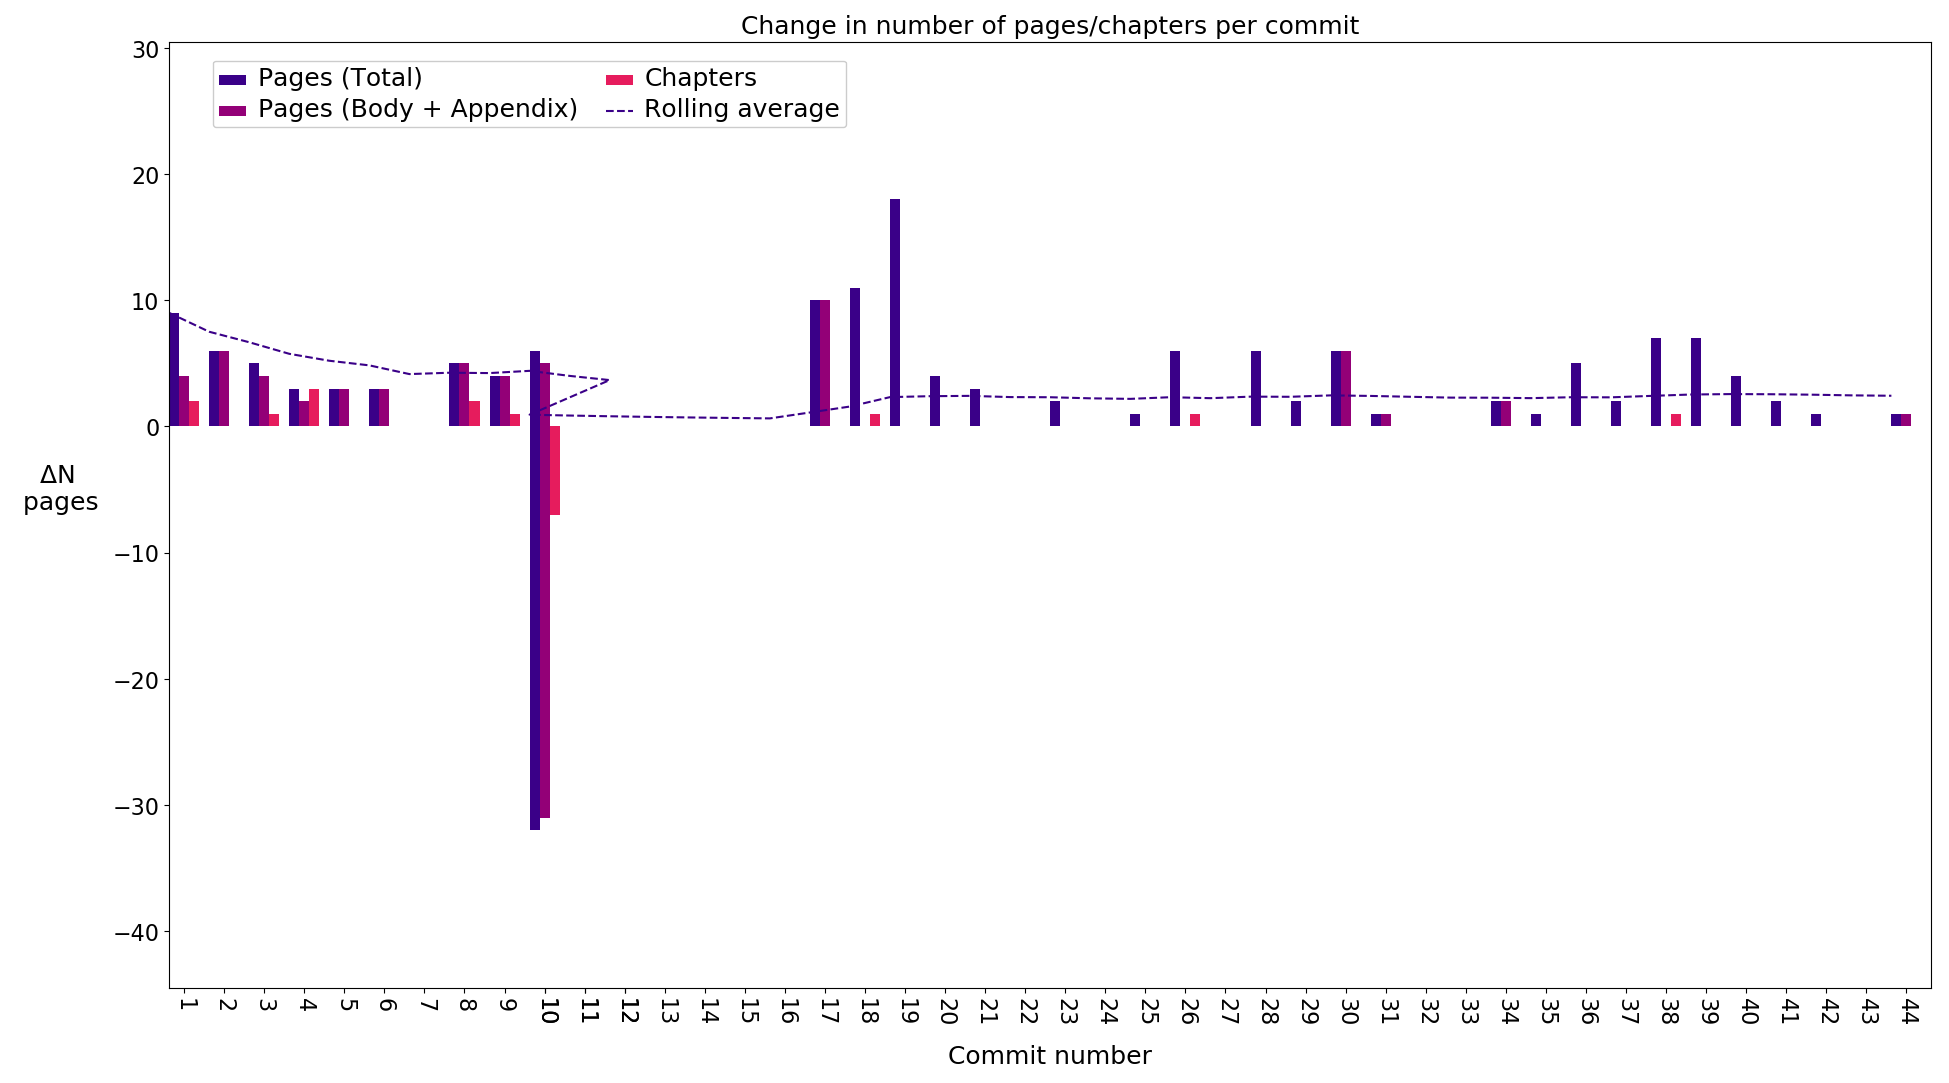 Change in number of pages/chapters per commit
Pages (Total)
Pages (Body + Appendix)
Chapters
Rolling average
30
20
10
0
−10
−20
−30
−40
ΔN
pages
1 2 3 4 5 6 7 8 9 10 11 12 13 14 15 16 17 18 19 20 21 22 23 24 25 26 27 28 29 30 31 32 33 34 35 36 37 38 39 40 41 42 43 44
Commit number